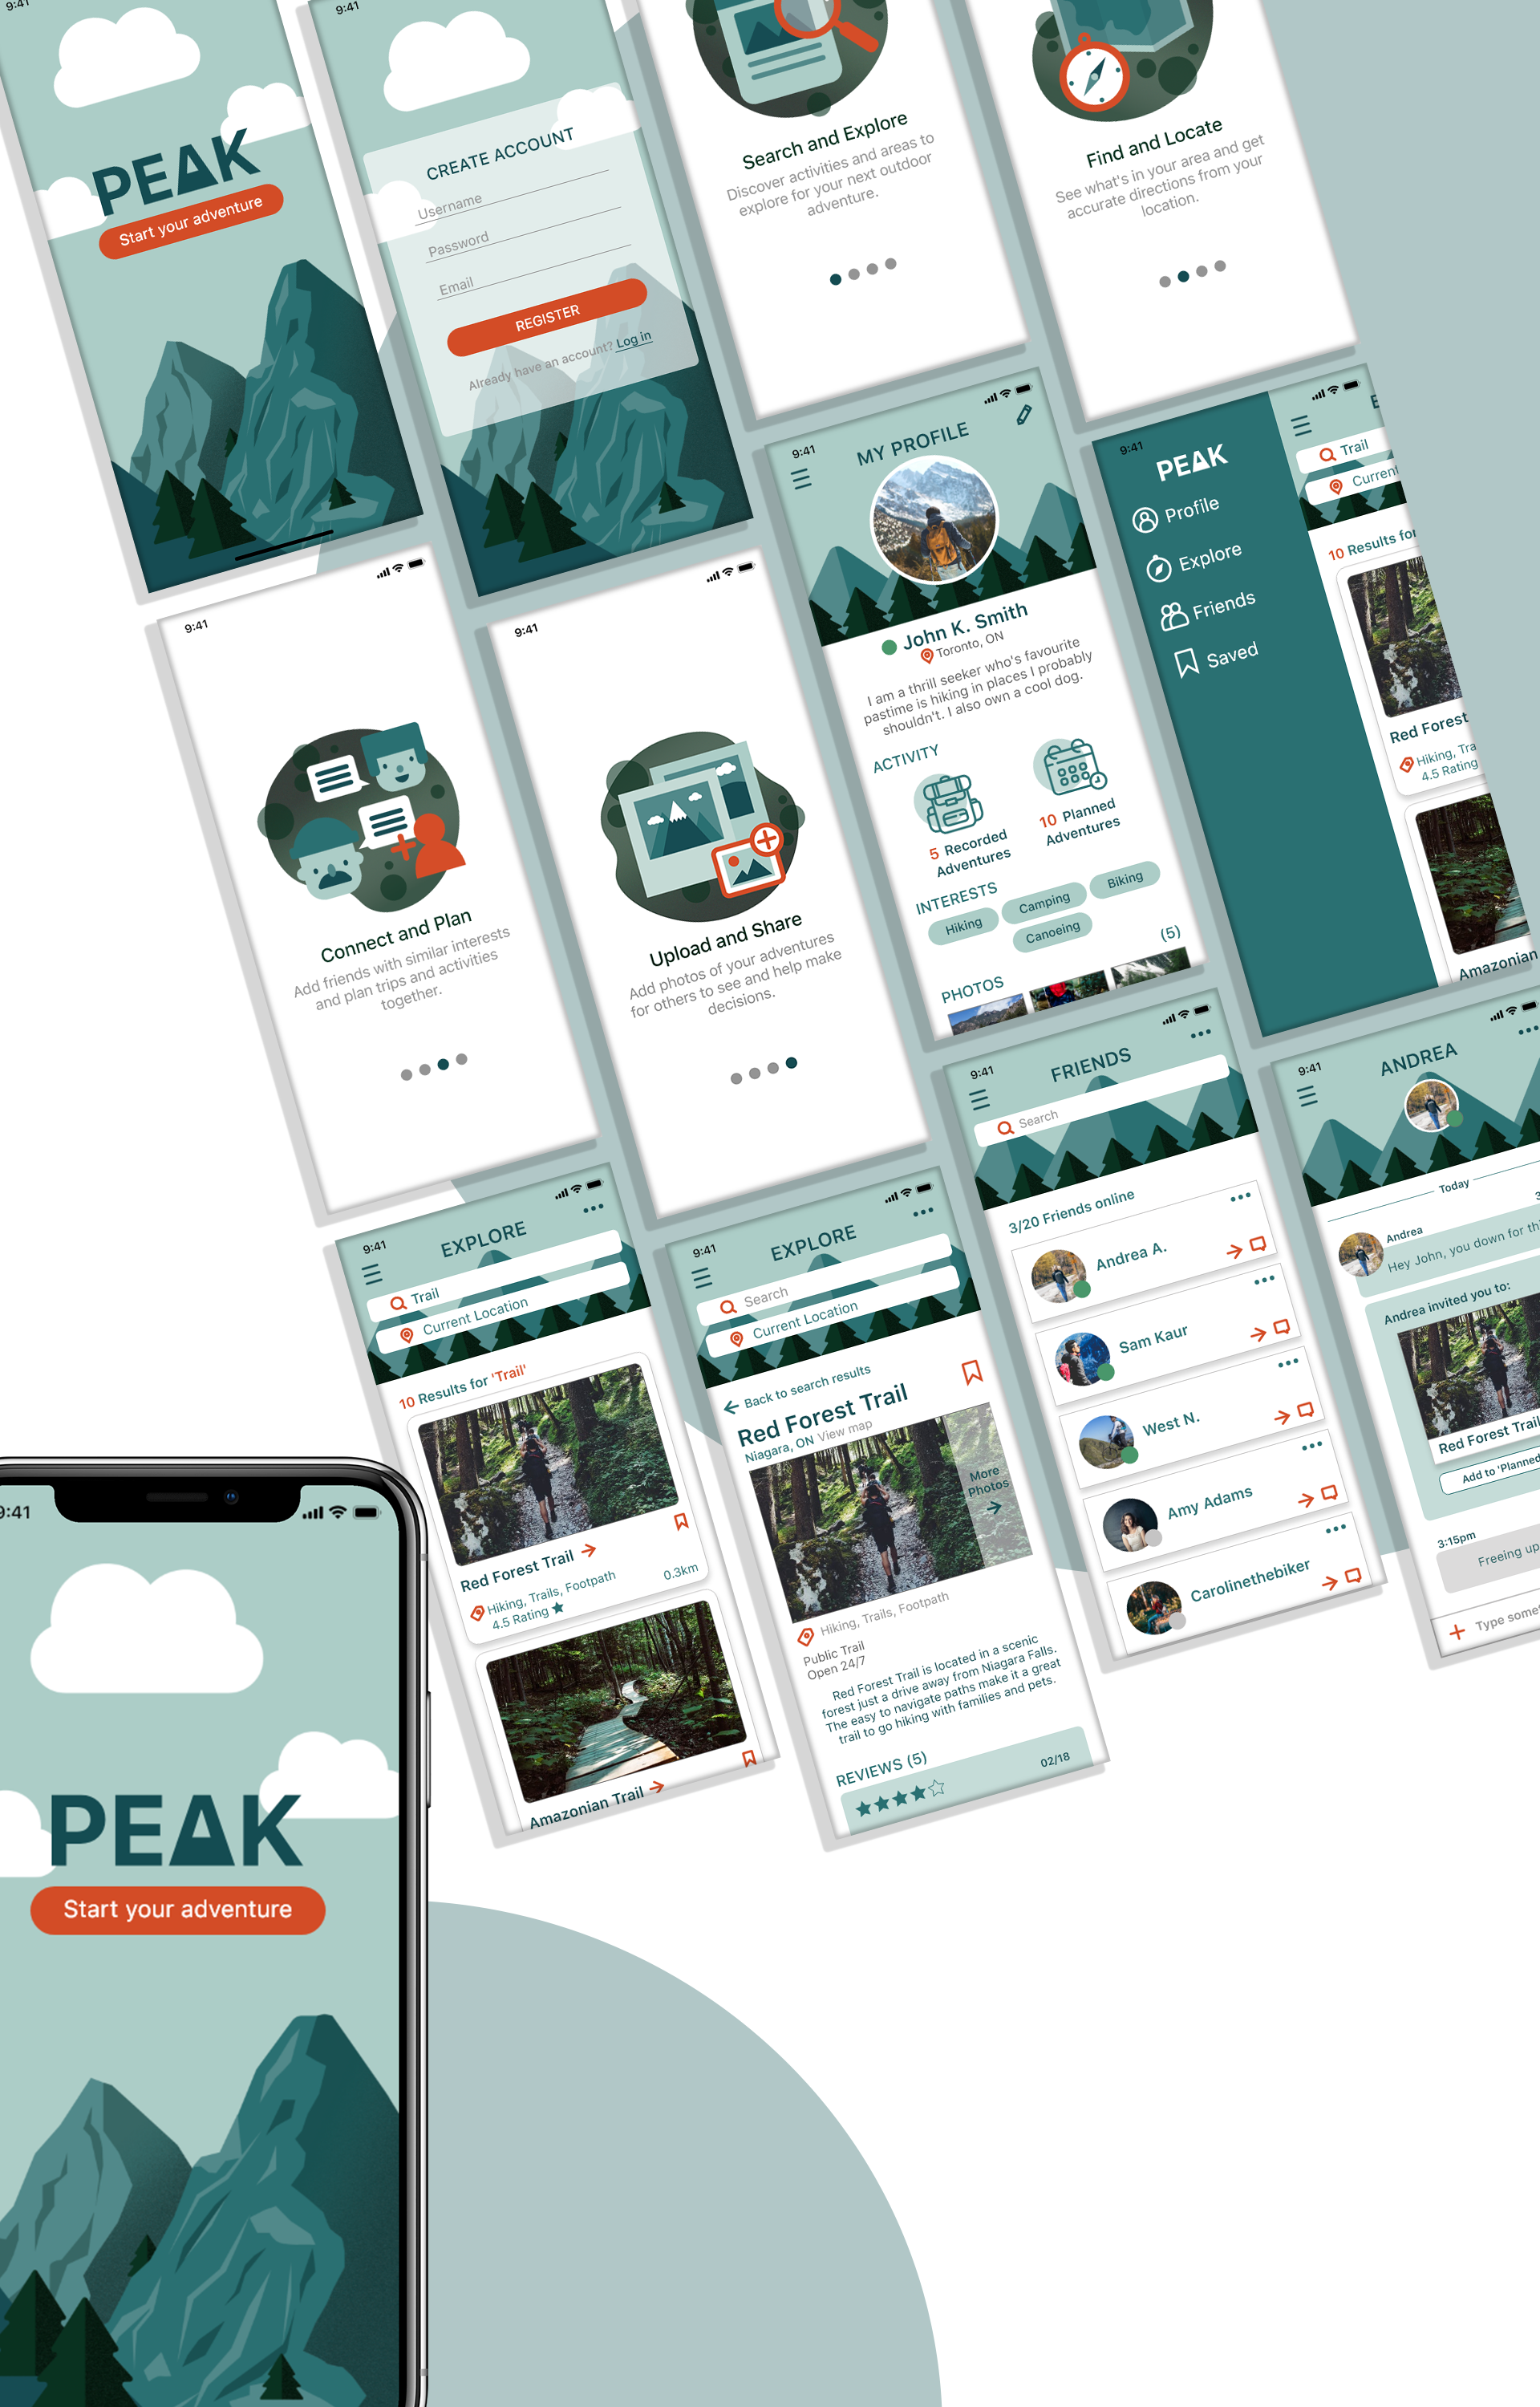 9:41
PEAK
Start your adventure
9:41
CREATE ACCOUNT
Username
Password
Email
REGISTER
Already have an account? Log in
Search and Explore
Discover activities and areas to
explore for your next outdoor
adventure.
Find and Locate
See what's in your area and get
accurate directions from your
location.
9:41
Connect and Plan
Add friends with similar interests
and plan trips and activities
together.
9:41
Upload and Share
Add photos of your adventures
for others to see and help make
decisions.
9:41
MY PROFILE
John K. Smith
Toronto, ON
I am a thrill seeker who's favourite
pastime is hiking in places I probably
shouldn't. I also own a cool dog.
ACTIVITY
5 Recorded
Adventures
10 Planned
Adventures
INTERESTS
Hiking
Camping
Biking
Canoeing
PHOTOS
(5)
9:41
PEAK
Profile
Explore
Friends
Saved
E
Trail
Current
10 Results for
Red Forest
Hiking, Tra
4.5 Rating
Amazonian
9:41
EXPLORE
Trail
Current Location
10 Results for 'Trail'
Red Forest Trail
Hiking, Trails, Footpath
4.5 Rating
0.3km
Amazonian Trail
9:41
EXPLORE
Search
Current Location
Back to search results
Red Forest Trail
Niagara, ON View map
More
Photos
Hiking, Trails, Footpath
Public Trail
Open 24/7
Red Forest Trail is located in a scenic
forest just a drive away from Niagara Falls.
The easy to navigate paths make it a great
trail to go hiking with families and pets.
REVIEWS (5)
02/18
9:41
FRIENDS
Search
3/20 Friends online
Andrea A.
Sam Kaur
West N.
Amy Adams
Carolinethebiker
9:41
ANDREA
Today
3
Andrea
Hey John, you down for thi
Andrea invited you to:
Red Forest Trail
Add to 'Planned
3:15pm
Freeing up
Type some
9:41
PEAK
Start your adventure